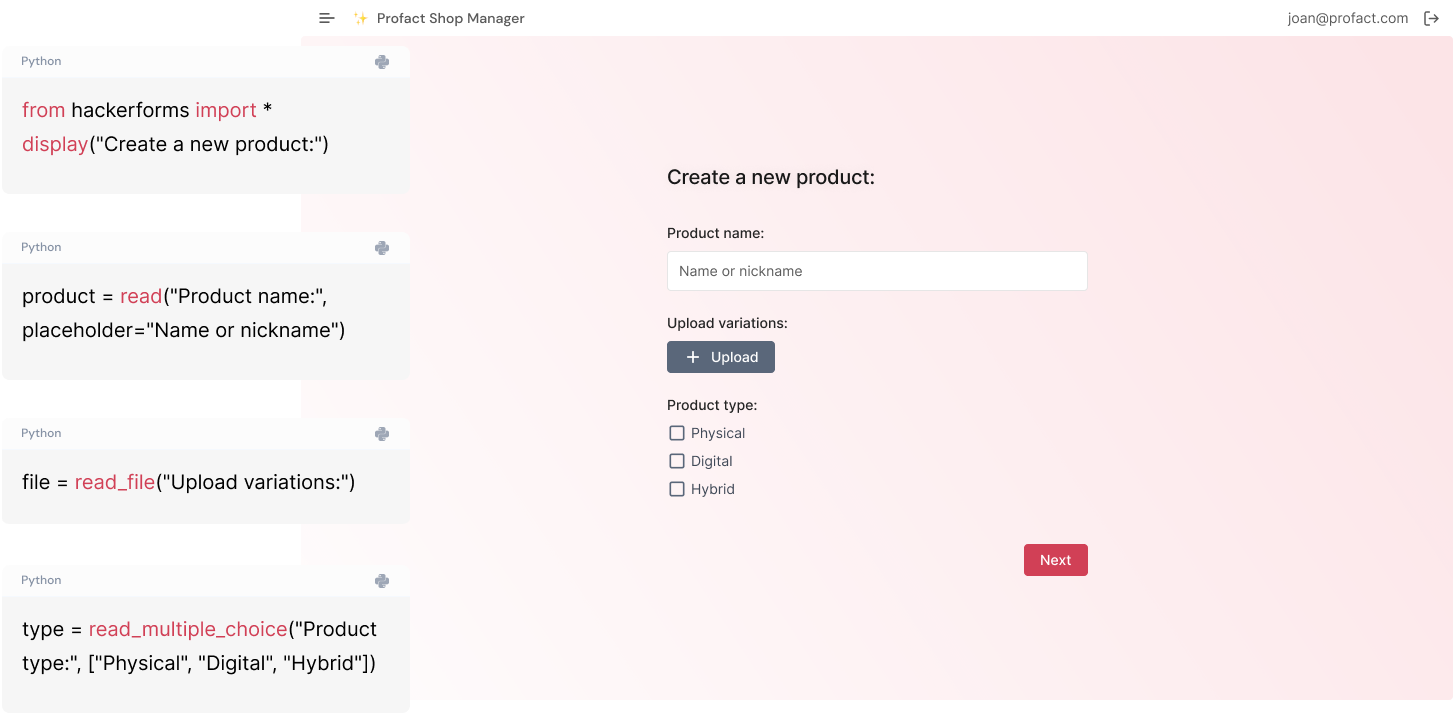 ✨ Profact Shop Manager
joan@profact.com
Python
from hackerforms import *
display("Create a new product:")
Python
product = read("Product name:",
placeholder="Name or nickname")
Python
file = read_file("Upload variations:")
Python
type = read_multiple_choice("Product
type:", ["Physical", "Digital", "Hybrid"])
Create a new product:
Product name:
Name or nickname
Upload variations:
+ Upload
Product type:
Physical
Digital
Hybrid
Next